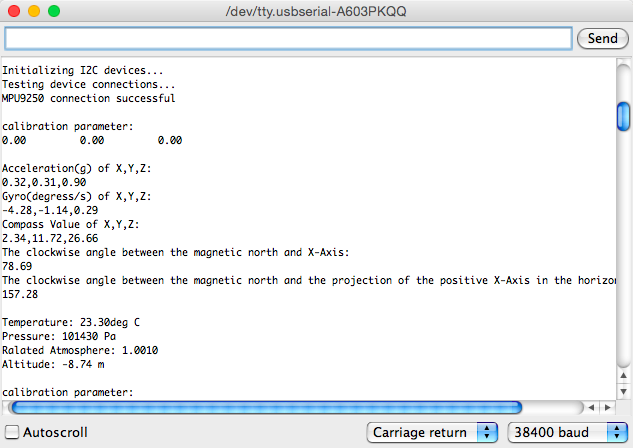 /dev/tty.usbserial-A603PKQQ
Send
Initializing I2C devices...
Testing device connections...
MPU9250 connection successful
calibration parameter:
0.00 0.00 0.00
Acceleration(g) of X,Y,Z:
0.32,0.31,0.90
Gyro(degress/s) of X,Y,Z:
-4.28,-1.14,0.29
Compass Value of X,Y,Z:
2.34,11.72,26.66
The clockwise angle between the magnetic north and X-Axis:
78.69
The clockwise angle between the magnetic north and the projection of the positive X-Axis in the horizon
157.28
Temperature: 23.30deg C
Pressure: 101430 Pa
Ralated Atmosphere: 1.0010
Altitude: -8.74 m
calibration parameter:
Autoscroll
Carriage return
38400 baud